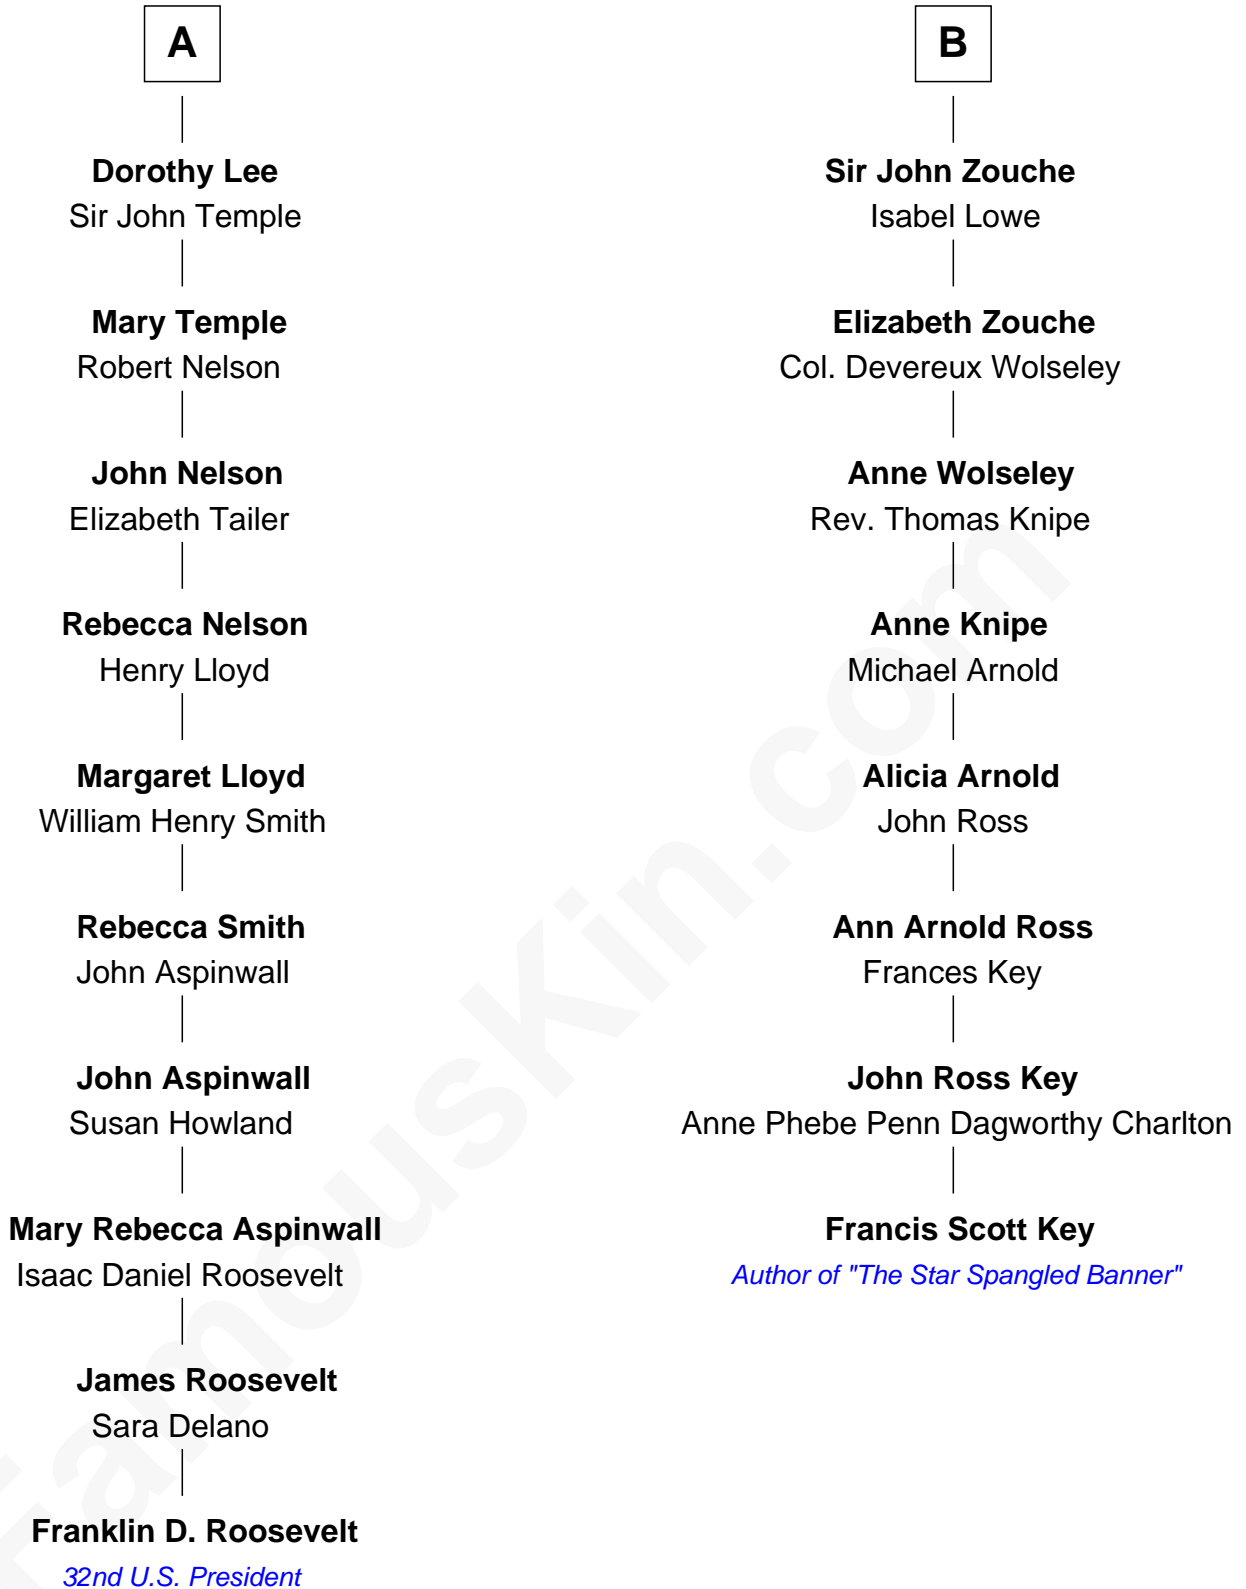 A
Dorothy Lee
Sir John Temple
Mary Temple
Robert Nelson
John Nelson
Elizabeth Tailer
Rebecca Nelson
Henry Lloyd
Margaret Lloyd
William Henry Smith
Rebecca Smith
John Aspinwall
John Aspinwall
Susan Howland
Mary Rebecca Aspinwall
Isaac Daniel Roosevelt
James Roosevelt
Sara Delano
Franklin D. Roosevelt
32nd U.S. President
B
Sir John Zouche
Isabel Lowe
Elizabeth Zouche
Col. Devereux Wolseley
Anne Wolseley
Rev. Thomas Knipe
Anne Knipe
Michael Arnold
Alicia Arnold
John Ross
Ann Arnold Ross
Frances Key
John Ross Key
Anne Phebe Penn Dagworthy Charlton
Francis Scott Key
Author of "The Star Spangled Banner"
FamousKin.com